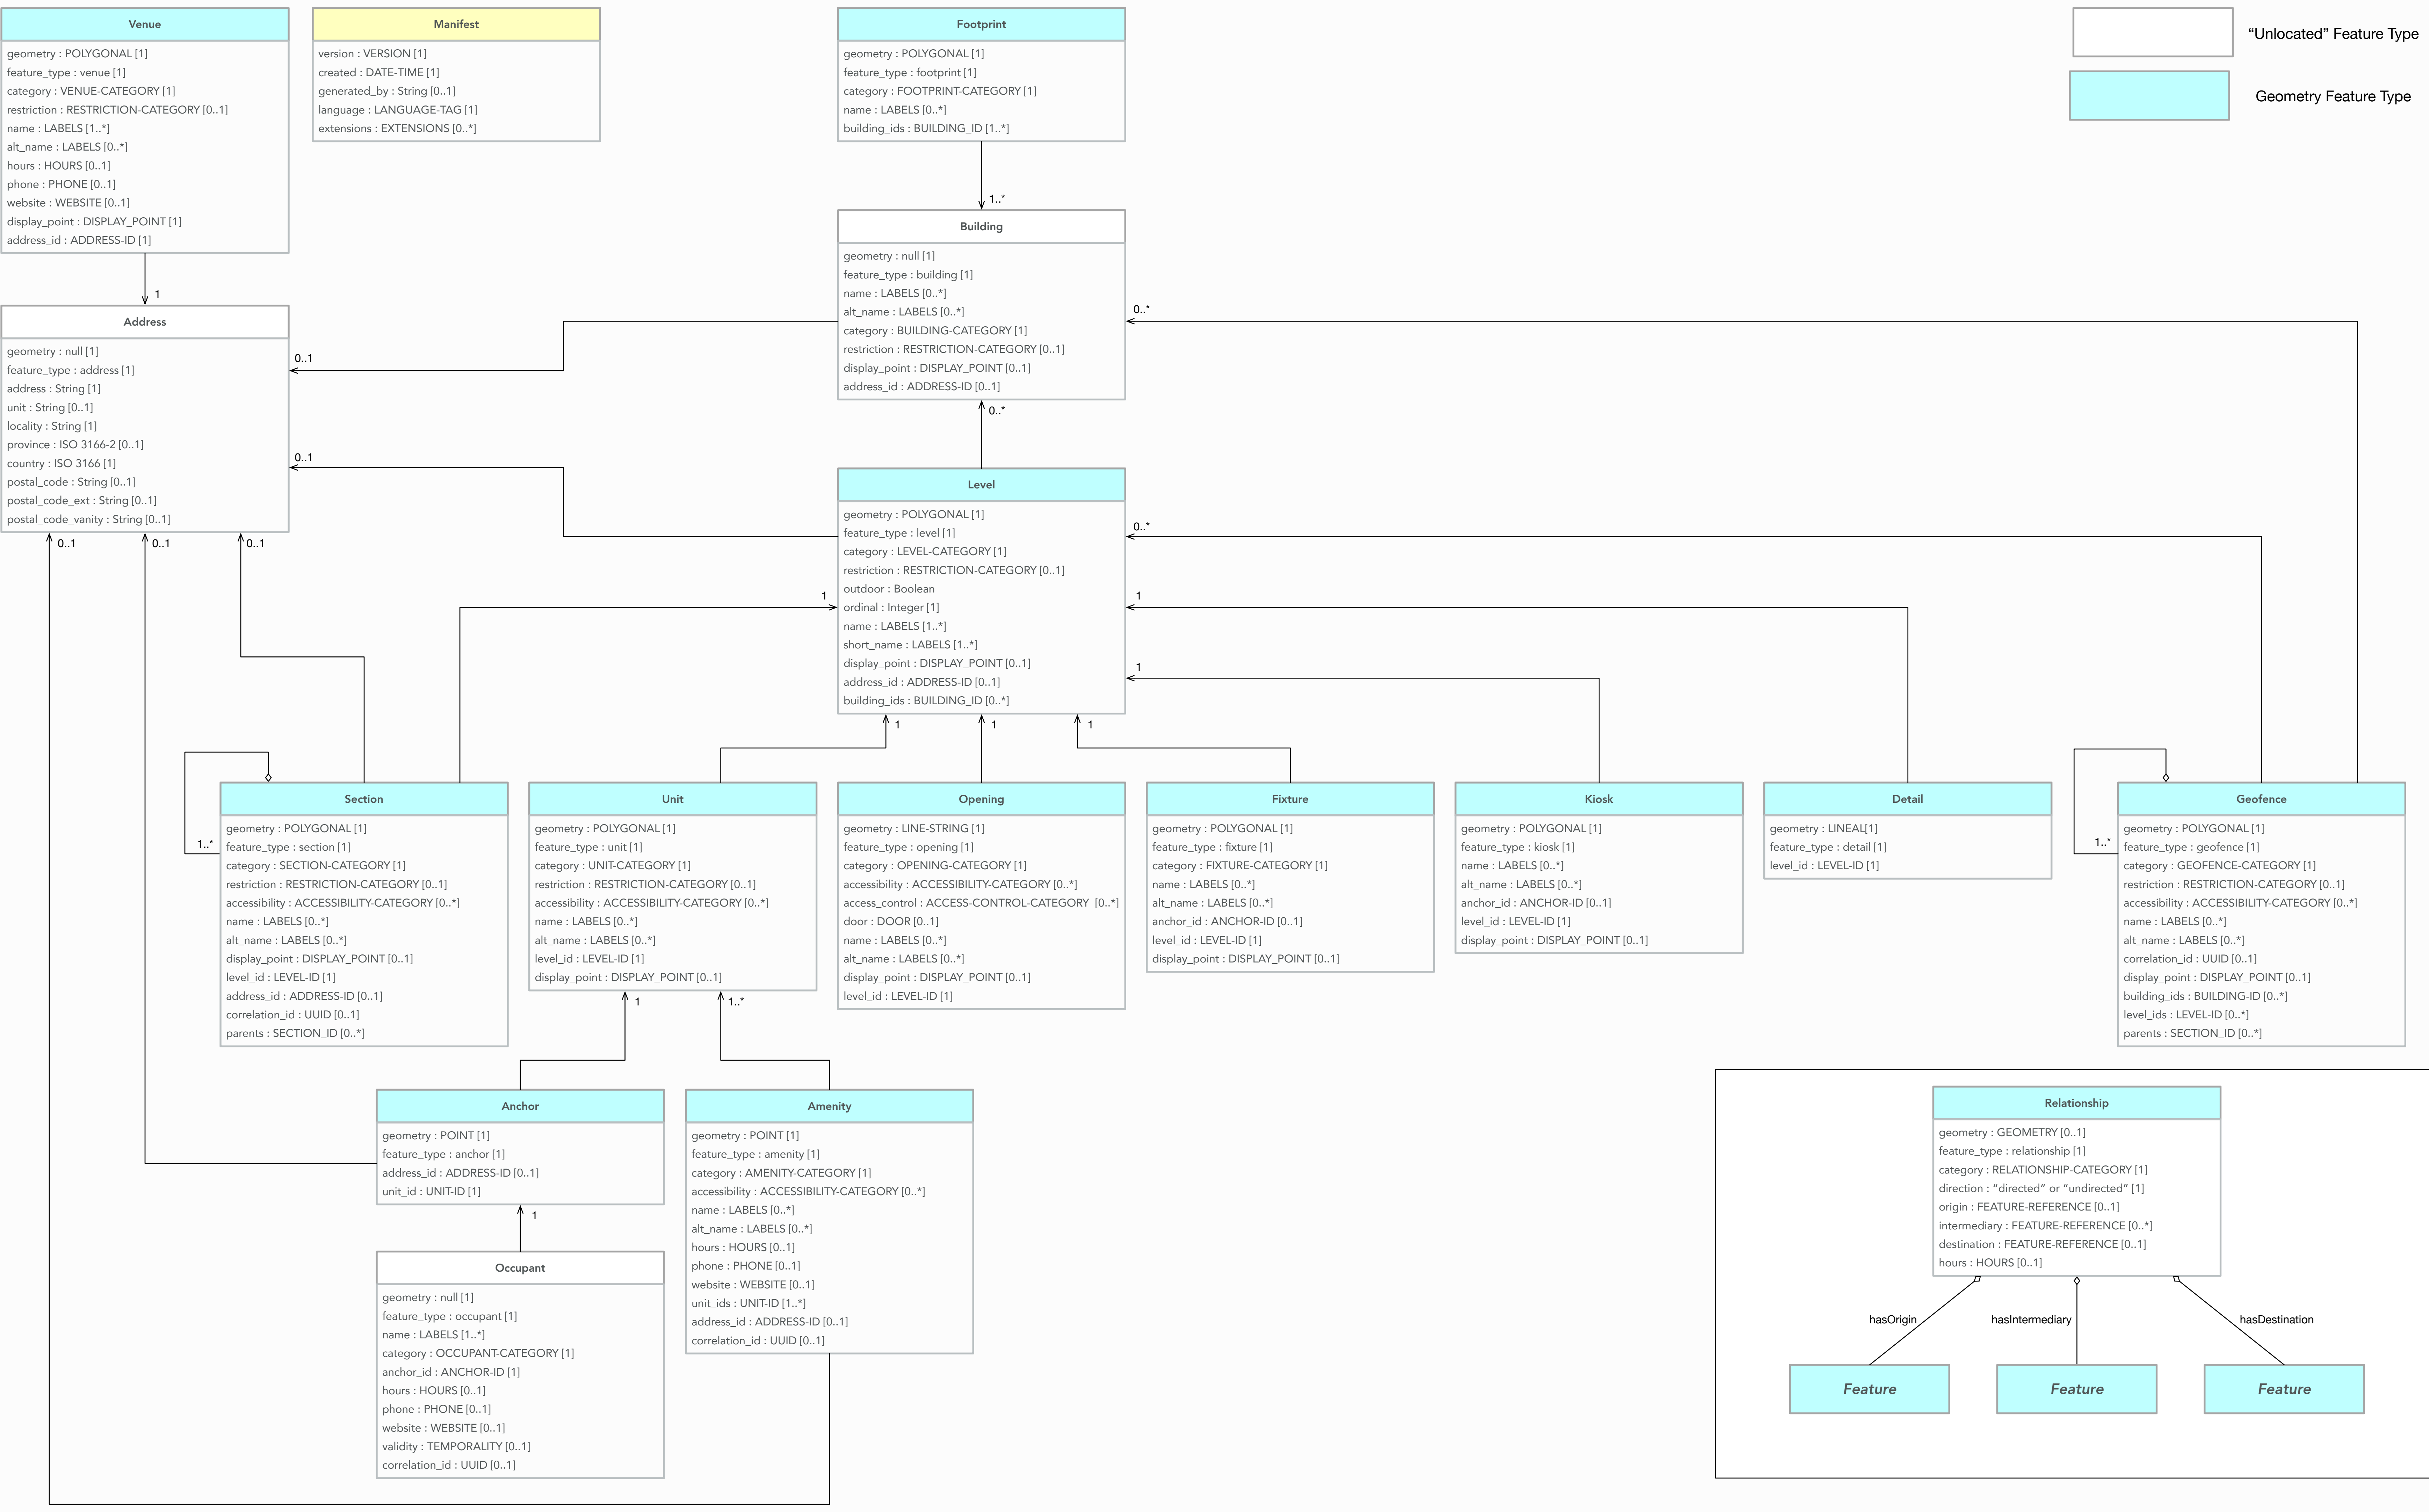 Venue
geometry : POLYGONAL [1]
feature_type : venue [1]
category : VENUE-CATEGORY [1]
restriction : RESTRICTION-CATEGORY [0..1]
name : LABELS [1..*]
alt_name : LABELS [0..*]
hours : HOURS [0..1]
phone : PHONE [0..1]
website : WEBSITE [0..1]
display_point : DISPLAY_POINT [1]
address_id : ADDRESS-ID [1]
1
Manifest
version : VERSION [1]
created : DATE-TIME [1]
generated_by : String [0..1]
language : LANGUAGE-TAG [1]
extensions : EXTENSIONS [0..*]
Footprint
geometry : POLYGONAL [1]
feature_type : footprint [1]
category : FOOTPRINT-CATEGORY [1]
name : LABELS [0..*]
building_ids : BUILDING_ID [1..*]
1..*
“Unlocated” Feature Type
Geometry Feature Type
Building
geometry : null [1]
feature_type : building [1]
name : LABELS [0..*]
alt_name : LABELS [0..*]
category : BUILDING-CATEGORY [1]
restriction : RESTRICTION-CATEGORY [0..1]
display_point : DISPLAY_POINT [0..1]
address_id : ADDRESS-ID [0..1]
0..*
0..*
Address
geometry : null [1]
feature_type : address [1]
address : String [1]
unit : String [0..1]
locality : String [1]
province : ISO 3166-2 [0..1]
country : ISO 3166 [1]
postal_code : String [0..1]
postal_code_ext : String [0..1]
postal_code_vanity : String [0..1]
0..1
0..1
0..1
0..1
0..1
Level
geometry : POLYGONAL [1]
feature_type : level [1]
category : LEVEL-CATEGORY [1]
restriction : RESTRICTION-CATEGORY [0..1]
outdoor : Boolean
ordinal : Integer [1]
name : LABELS [1..*]
short_name : LABELS [1..*]
display_point : DISPLAY_POINT [0..1]
address_id : ADDRESS-ID [0..1]
building_ids : BUILDING_ID [0..*]
0..*
1
1
1
1
1
1
Section
geometry : POLYGONAL [1]
feature_type : section [1]
category : SECTION-CATEGORY [1]
restriction : RESTRICTION-CATEGORY [0..1]
accessibility : ACCESSIBILITY-CATEGORY [0..*]
name : LABELS [0..*]
alt_name : LABELS [0..*]
display_point : DISPLAY_POINT [0..1]
level_id : LEVEL-ID [1]
address_id : ADDRESS-ID [0..1]
correlation_id : UUID [0..1]
parents : SECTION_ID [0..*]
1..*
Unit
geometry : POLYGONAL [1]
feature_type : unit [1]
category : UNIT-CATEGORY [1]
restriction : RESTRICTION-CATEGORY [0..1]
accessibility : ACCESSIBILITY-CATEGORY [0..*]
name : LABELS [0..*]
alt_name : LABELS [0..*]
level_id : LEVEL-ID [1]
display_point : DISPLAY_POINT [0..1]
1
1..*
Opening
geometry : LINE-STRING [1]
feature_type : opening [1]
category : OPENING-CATEGORY [1]
accessibility : ACCESSIBILITY-CATEGORY [0..*]
access_control : ACCESS-CONTROL-CATEGORY [0..*]
door : DOOR [0..1]
name : LABELS [0..*]
alt_name : LABELS [0..*]
display_point : DISPLAY_POINT [0..1]
level_id : LEVEL-ID [1]
Fixture
geometry : POLYGONAL [1]
feature_type : fixture [1]
category : FIXTURE-CATEGORY [1]
name : LABELS [0..*]
alt_name : LABELS [0..*]
anchor_id : ANCHOR-ID [0..1]
level_id : LEVEL-ID [1]
display_point : DISPLAY_POINT [0..1]
Kiosk
geometry : POLYGONAL [1]
feature_type : kiosk [1]
name : LABELS [0..*]
alt_name : LABELS [0..*]
anchor_id : ANCHOR-ID [0..1]
level_id : LEVEL-ID [1]
display_point : DISPLAY_POINT [0..1]
Detail
geometry : LINEAL[1]
feature_type : detail [1]
level_id : LEVEL-ID [1]
Geofence
geometry : POLYGONAL [1]
feature_type : geofence [1]
category : GEOFENCE-CATEGORY [1]
restriction : RESTRICTION-CATEGORY [0..1]
accessibility : ACCESSIBILITY-CATEGORY [0..*]
name : LABELS [0..*]
alt_name : LABELS [0..*]
correlation_id : UUID [0..1]
display_point : DISPLAY_POINT [0..1]
building_ids : BUILDING-ID [0..*]
level_ids : LEVEL-ID [0..*]
parents : SECTION_ID [0..*]
1..*
Anchor
geometry : POINT [1]
feature_type : anchor [1]
address_id : ADDRESS-ID [0..1]
unit_id : UNIT-ID [1]
1
Amenity
geometry : POINT [1]
feature_type : amenity [1]
category : AMENITY-CATEGORY [1]
accessibility : ACCESSIBILITY-CATEGORY [0..*]
name : LABELS [0..*]
alt_name : LABELS [0..*]
hours : HOURS [0..1]
phone : PHONE [0..1]
website : WEBSITE [0..1]
unit_ids : UNIT-ID [1..*]
address_id : ADDRESS-ID [0..1]
correlation_id : UUID [0..1]
Occupant
geometry : null [1]
feature_type : occupant [1]
name : LABELS [1..*]
category : OCCUPANT-CATEGORY [1]
anchor_id : ANCHOR-ID [1]
hours : HOURS [0..1]
phone : PHONE [0..1]
website : WEBSITE [0..1]
validity : TEMPORALITY [0..1]
correlation_id : UUID [0..1]
Relationship
geometry : GEOMETRY [0..1]
feature_type : relationship [1]
category : RELATIONSHIP-CATEGORY [1]
direction : “directed” or “undirected” [1]
origin : FEATURE-REFERENCE [0..1]
intermediary : FEATURE-REFERENCE [0..*]
destination : FEATURE-REFERENCE [0..1]
hours : HOURS [0..1]
hasOrigin
hasIntermediary
hasDestination
Feature
Feature
Feature